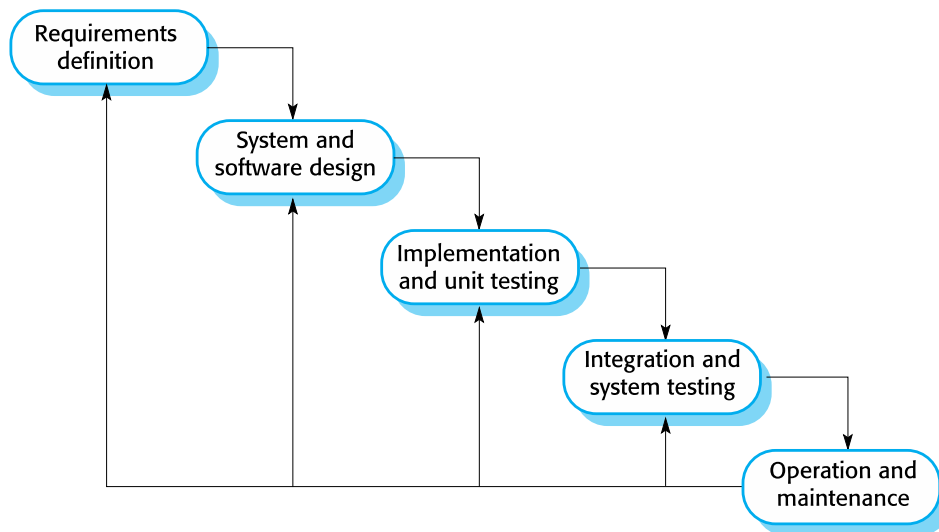 Requirements
definition
System and
software design
Implementation
and unit testing
Integration and
system testing
Operation and
maintenance